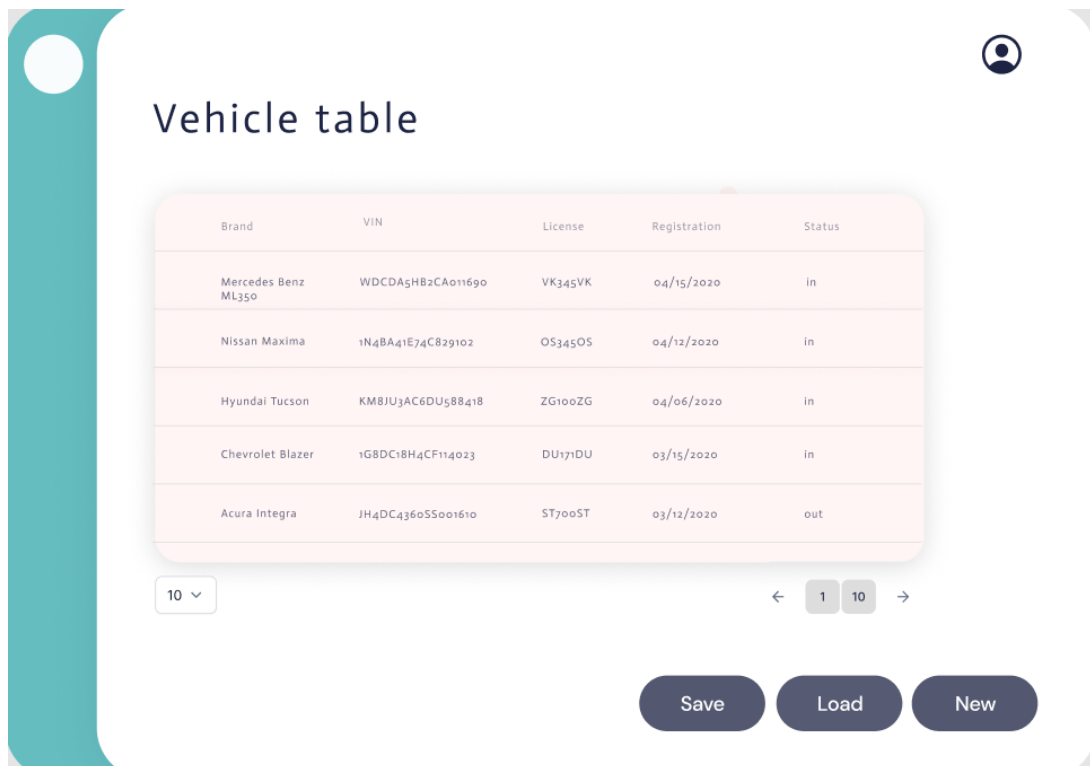 Vehicle table
Brand VIN License Registration Status
Mercedes Benz WDCDA5HB2CA011690 VK345VK 04/15/2020 in
ML350
Nissan Maxima 1N4BA41E74C829102 OS345OS 04/12/2020 in
Hyundai Tucson KM8JU3AC6DU588418 ZG100ZG 04/06/2020 in
Chevrolet Blazer 1G8DC18H4CF114023 DU171DU 03/15/2020 in
Acura Integra JH4DC4360SS001610 ST700ST 03/12/2020 out
10 1 10
Save Load New